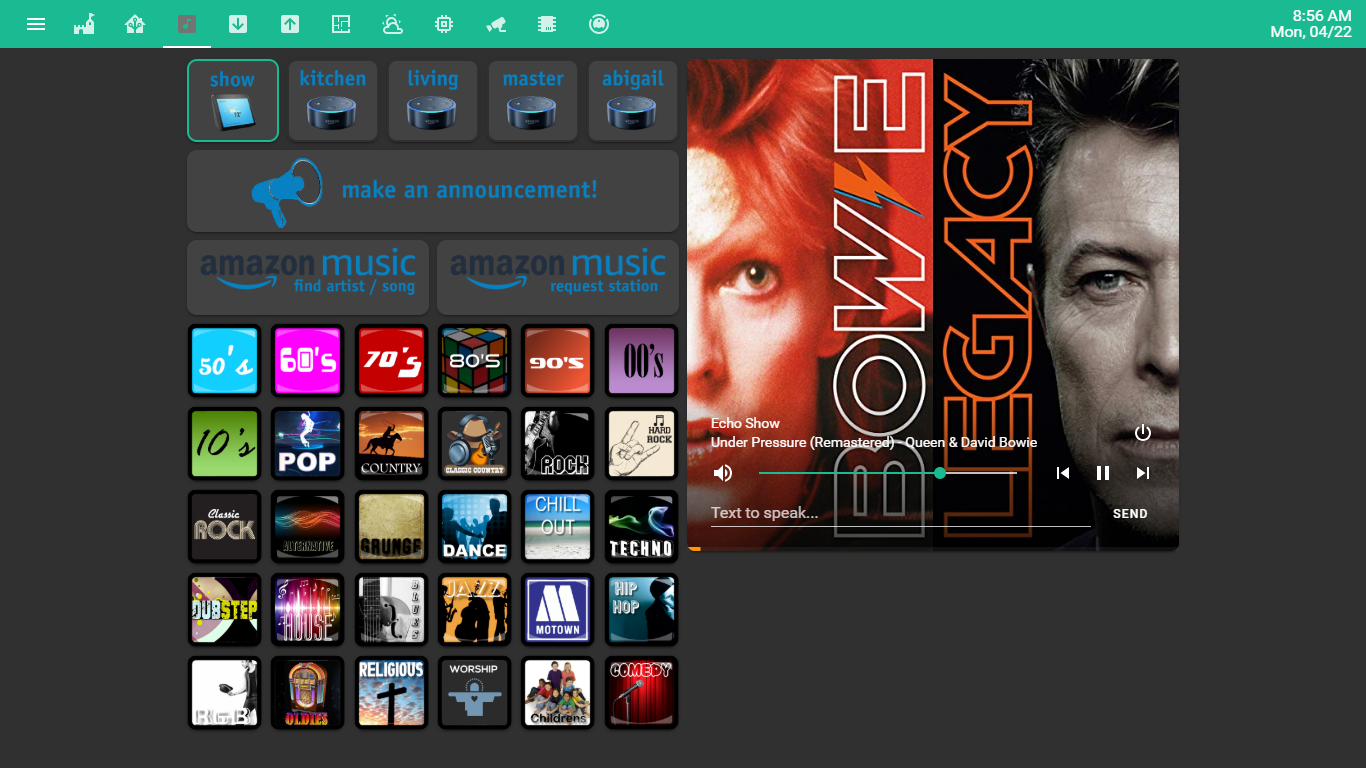 8:56 AM
Mon, 04/22
show
kitchen
living
master
abigail
make an announcement!
amazon music
find artist / song
amazon music
request station
50's
60's
70's
80'S
90'S
00's
10's
POP
COUNTRY
CLASSIC COUNTRY
ROCK
HARD
ROCK
Classic
ROCK
ALTERNATIVE
GRUNGE
DANCE
CHILL
OUT
TECHNO
DUBSTEP
HOUSE
BLUES
JAZZ
MOTOWN
HIP
HOP
R&B
OLDIES
RELIGIOUS
WORSHIP
Childrens
COMEDY
BOWIE
LEGACY
Echo Show
Under Pressure (Remastered) - Queen & David Bowie
Text to speak...
SEND